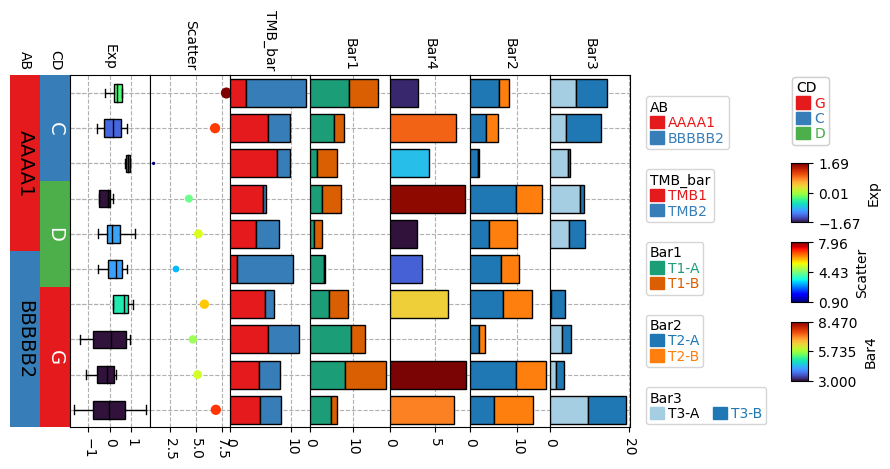 AB
CD
Exp
Scatter
TMB_bar
Bar1
Bar4
Bar2
Bar3
AAAA1
BBBBB2
C
D
G
−1
0
1
2.5
5.0
7.5
0
10
0
10
0
5
0
10
0
20
AB
AAAA1
BBBBB2
TMB_bar
TMB1
TMB2
Bar1
T1-A
T1-B
Bar2
T2-A
T2-B
Bar3
T3-A T3-B
CD
G
C
D
1.69
0.01
−1.67
Exp
7.96
4.43
0.90
Scatter
8.470
5.735
3.000
Bar4